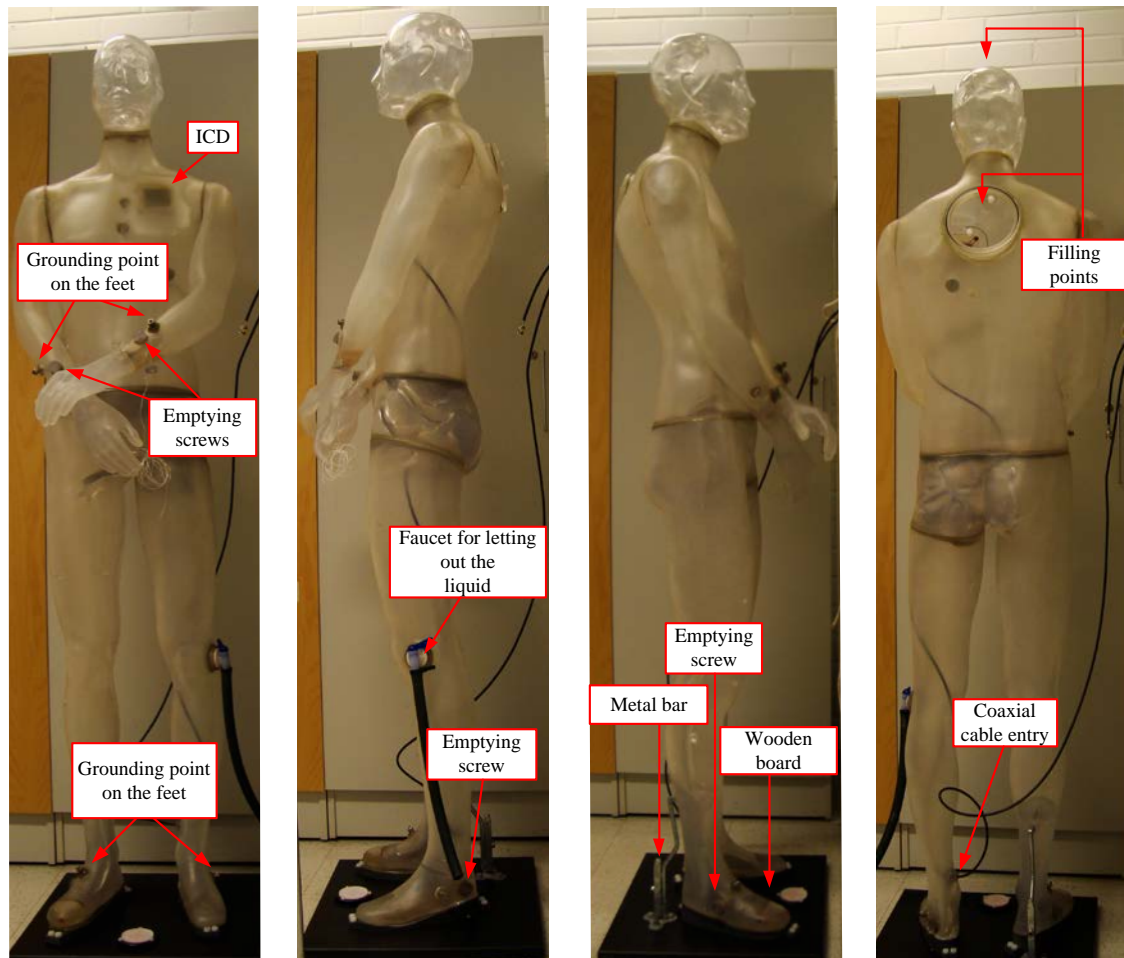 ICD
Grounding point
on the feet
Emptying
screws
Grounding point
on the feet
Faucet for letting
out the
liquid
Emptying
screw
Emptying
screw
Metal bar
Wooden
board
Filling
points
Coaxial
cable entry